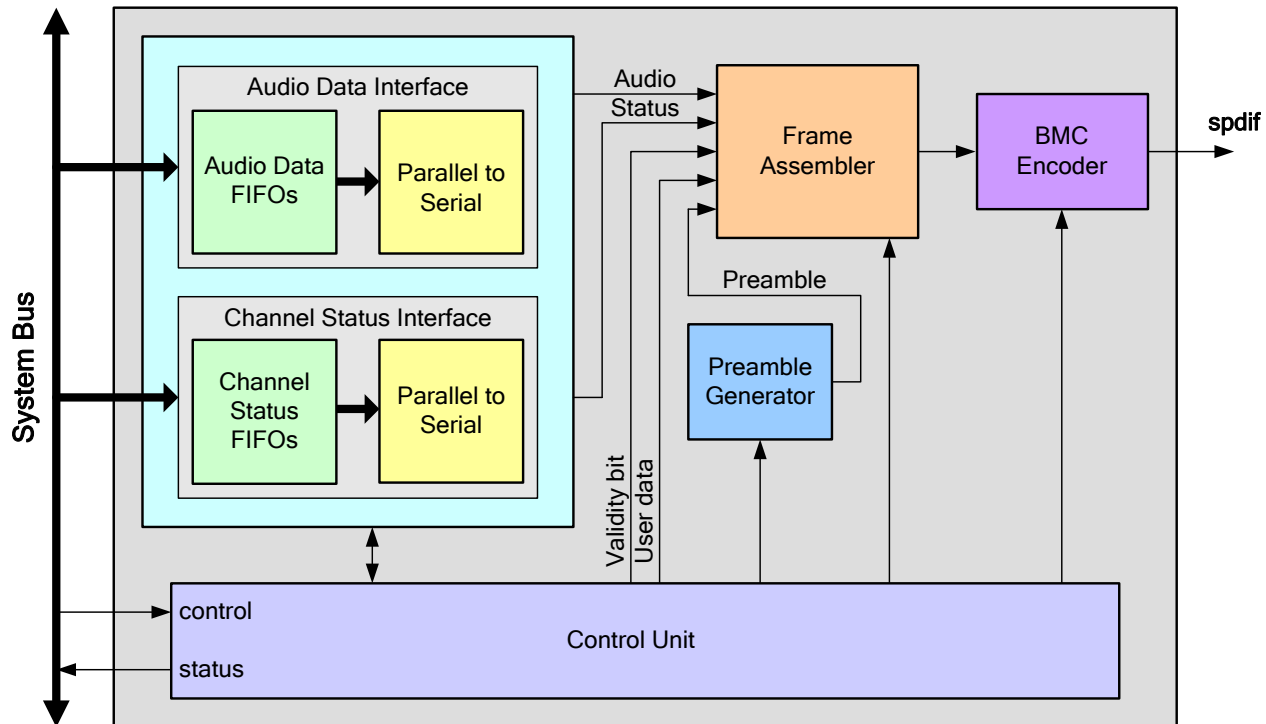 System Bus
Audio Data Interface
Audio Data
FIFOs
Parallel to
Serial
Channel Status Interface
Channel
Status
FIFOs
Parallel to
Serial
Audio
Status
Frame
Assembler
BMC
Encoder
spdif
Preamble
Preamble
Generator
Validity bit
User data
control
status
Control Unit